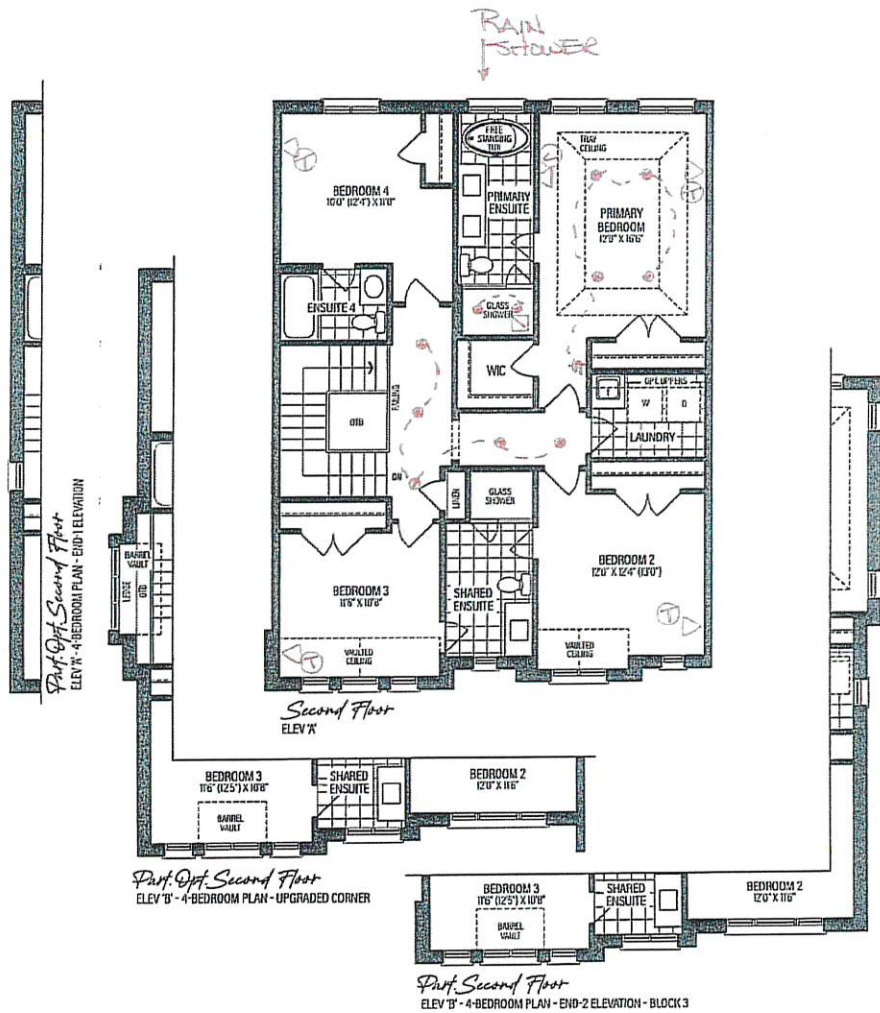 RAIN
SHOWER
FREE
STANDING
TUB
TRAY
CEILING
BEDROOM 4
10'0" (12'4") X 11'0"
PRIMARY
ENSUITE
PRIMARY
BEDROOM
12'9" X 16'6"
ENSUITE 4
GLASS
SHOWER
WIC
OPT. UPPERS
W
D
LAUNDRY
RAILING
OTB
DN
LINEN
GLASS
SHOWER
BEDROOM 3
11'6" X 10'8"
SHARED
ENSUITE
BEDROOM 2
12'0" X 12'4" (13'0")
VAULTED
CEILING
VAULTED
CEILING
T
T
T
T
Second Floor
ELEV 'A'
Part. Opt. Second Floor
ELEV 'A' - 4-BEDROOM PLAN - END-1 ELEVATION
BARREL
VAULT
LEDGE
OTB
BEDROOM 3
11'6" (12'5") X 10'8"
BARREL
VAULT
SHARED
ENSUITE
BEDROOM 2
12'0" X 11'6"
Part. Opt. Second Floor
ELEV 'B' - 4-BEDROOM PLAN - UPGRADED CORNER
BEDROOM 3
11'6" (12'5") X 10'8"
BARREL
VAULT
SHARED
ENSUITE
BEDROOM 2
12'0" X 11'6"
Part. Second Floor
ELEV 'B' - 4-BEDROOM PLAN - END-2 ELEVATION - BLOCK 3